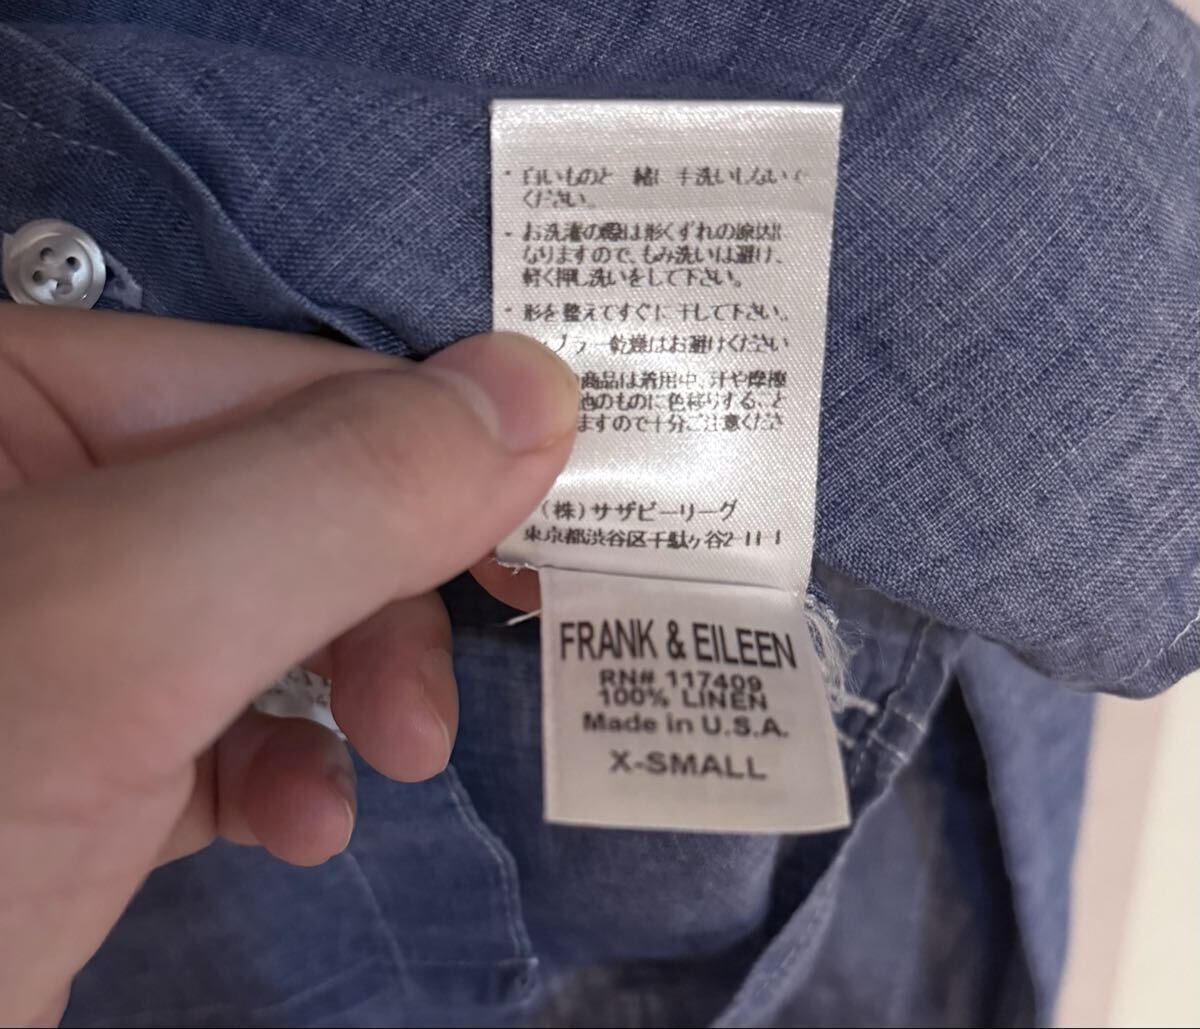 ・白いものと一緒に手洗いしないで
ください。
・お洗濯の際は形くずれの原因に
なりますので、もみ洗いは避け、
軽く押し洗いをして下さい。
・形を整えてすぐに干して下さい。
ンブラー乾燥はお避けください
商品は着用中、汗や摩擦
他のものに色移りすること
ますので十分ご注意くださ
(株)サザビーリーグ
東京都渋谷区千駄ヶ谷2-11-1
FRANK & EILEEN
RN# 117409
100% LINEN
Made in U.S.A.
X-SMALL